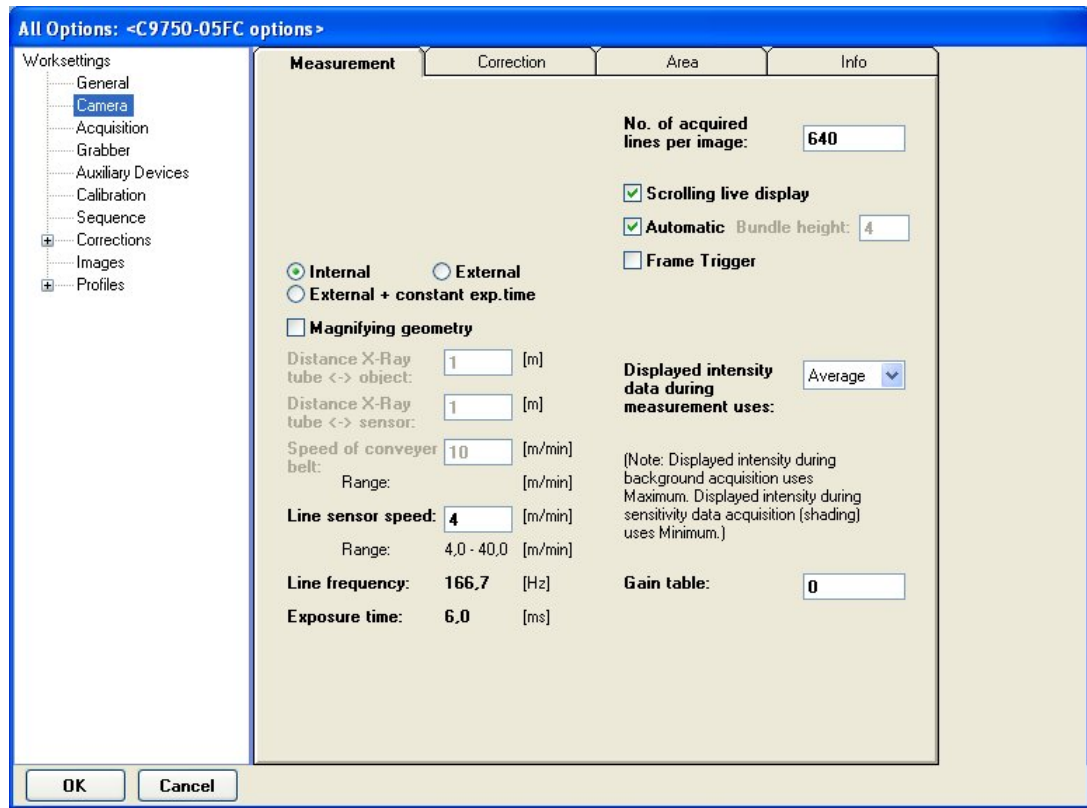 All Options: <C9750-05FC options>
Worksettings
General
Camera
Acquisition
Grabber
Auxiliary Devices
Calibration
Sequence
Corrections
Images
Profiles
Measurement
Correction
Area
Info
Internal
External
External + constant exp.time
Magnifying geometry
Distance X-Ray
tube <-> object:
1
[m]
Distance X-Ray
tube <-> sensor:
1
[m]
Speed of conveyer
belt:
10
[m/min]
Range:
[m/min]
Line sensor speed:
4
[m/min]
Range:
4,0 - 40,0
[m/min]
Line frequency:
166,7
[Hz]
Exposure time:
6,0
[ms]
No. of acquired
lines per image:
640
Scrolling live display
Automatic
Bundle height:
4
Frame Trigger
Displayed intensity
data during
measurement uses:
Average
(Note: Displayed intensity during
background acquisition uses
Maximum. Displayed intensity during
sensitivity data acquisition (shading)
uses Minimum.)
Gain table:
0
OK
Cancel